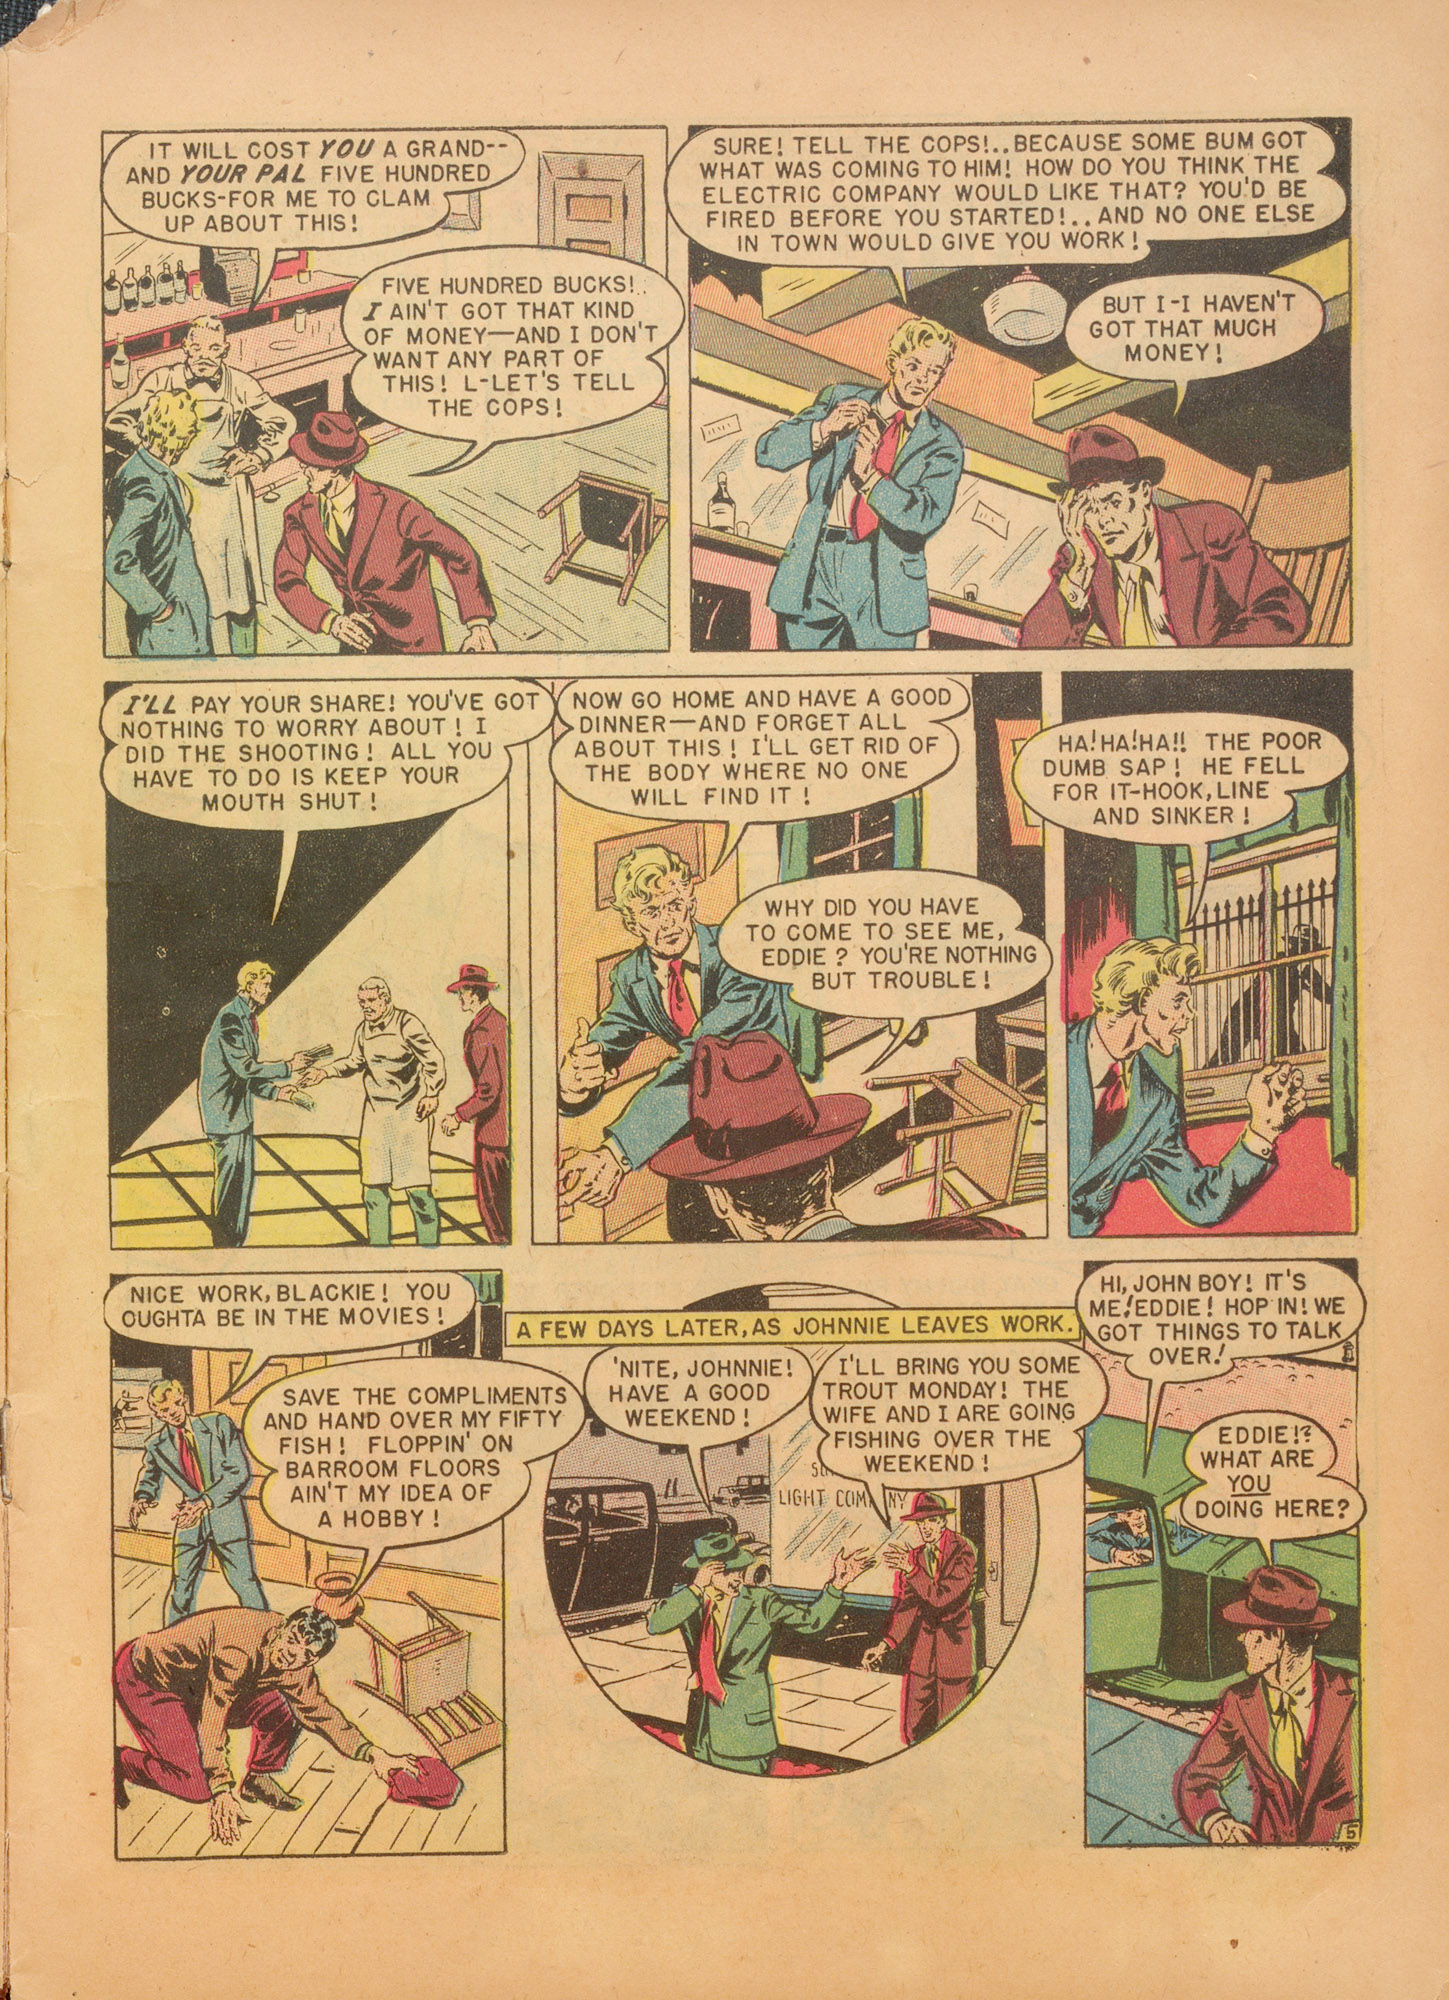 IT WILL COST YOU A GRAND--
AND YOUR PAL FIVE HUNDRED
BUCKS-FOR ME TO CLAM
UP ABOUT THIS!
FIVE HUNDRED BUCKS!..
I AIN'T GOT THAT KIND
OF MONEY—AND I DON'T
WANT ANY PART OF
THIS! L-LET'S TELL
THE COPS!
SURE! TELL THE COPS!..BECAUSE SOME BUM GOT
WHAT WAS COMING TO HIM! HOW DO YOU THINK THE
ELECTRIC COMPANY WOULD LIKE THAT? YOU'D BE
FIRED BEFORE YOU STARTED!..AND NO ONE ELSE
IN TOWN WOULD GIVE YOU WORK!
BUT I-I HAVEN'T
GOT THAT MUCH
MONEY!
I'LL PAY YOUR SHARE! YOU'VE GOT
NOTHING TO WORRY ABOUT! I
DID THE SHOOTING! ALL YOU
HAVE TO DO IS KEEP YOUR
MOUTH SHUT!
NOW GO HOME AND HAVE A GOOD
DINNER—AND FORGET ALL
ABOUT THIS! I'LL GET RID OF
THE BODY WHERE NO ONE
WILL FIND IT!
WHY DID YOU HAVE
TO COME TO SEE ME,
EDDIE? YOU'RE NOTHING
BUT TROUBLE!
HA!HA!HA!! THE POOR
DUMB SAP! HE FELL
FOR IT-HOOK, LINE
AND SINKER!
NICE WORK, BLACKIE! YOU
OUGHTA BE IN THE MOVIES!
SAVE THE COMPLIMENTS
AND HAND OVER MY FIFTY
FISH! FLOPPIN' ON
BARROOM FLOORS
AIN'T MY IDEA OF
A HOBBY!
A FEW DAYS LATER, AS JOHNNIE LEAVES WORK.
'NITE, JOHNNIE!
HAVE A GOOD
WEEKEND!
I'LL BRING YOU SOME
TROUT MONDAY! THE
WIFE AND I ARE GOING
FISHING OVER THE
WEEKEND!
LIGHT COMPANY
HI, JOHN BOY! IT'S
ME! EDDIE! HOP IN! WE
GOT THINGS TO TALK
OVER!
EDDIE!?
WHAT ARE
YOU
DOING HERE?
5